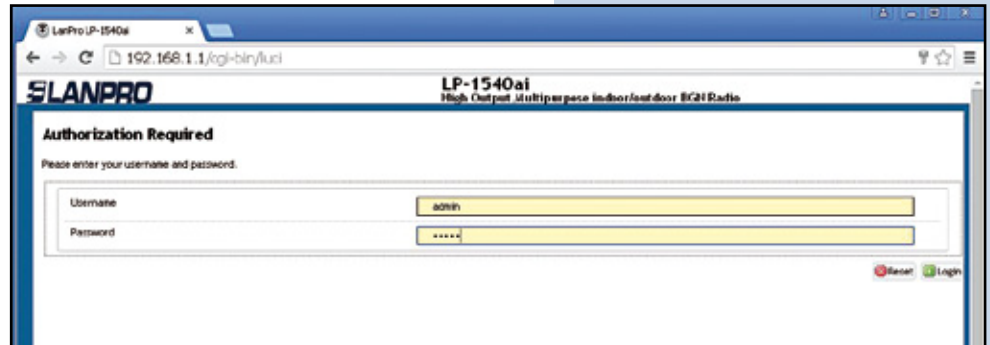 LanPro LP-1540ai
192.168.1.1/cgi-bin/luci
LANPRO
LP-1540ai
High Output Multipurpose indoor/outdoor BGN Radio
Authorization Required
Please enter your username and password.
Username
admin
Password
•••••
Reset
Login